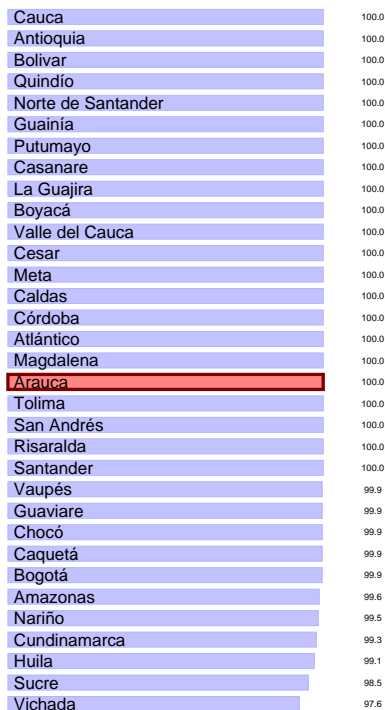 Cauca 100.0
Antioquia 100.0
Bolivar 100.0
Quindío 100.0
Norte de Santander 100.0
Guainía 100.0
Putumayo 100.0
Casanare 100.0
La Guajira 100.0
Boyacá 100.0
Valle del Cauca 100.0
Cesar 100.0
Meta 100.0
Caldas 100.0
Córdoba 100.0
Atlántico 100.0
Magdalena 100.0
Arauca 100.0
Tolima 100.0
San Andrés 100.0
Risaralda 100.0
Santander 100.0
Vaupés 99.9
Guaviare 99.9
Chocó 99.9
Caquetá 99.9
Bogotá 99.9
Amazonas 99.6
Nariño 99.5
Cundinamarca 99.3
Huila 99.1
Sucre 98.5
Vichada 97.6